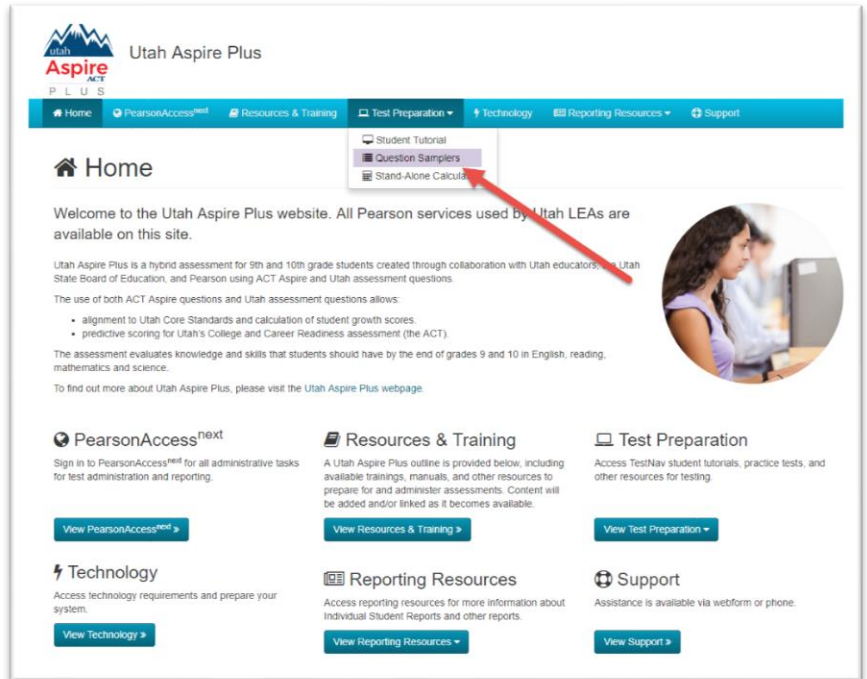 utah
Aspire
ACT
PLUS
Utah Aspire Plus
Home PearsonAccessnext Resources & Training Test Preparation Technology Reporting Resources Support
Student Tutorial
Question Samplers
Stand-Alone
Home
Welcome to the Utah Aspire Plus website. All Pearson services used by Utah LEAs are
available on this site.
Utah Aspire Plus is a hybrid assessment for 9th and 10th grade students created through collaboration with Utah educators, Utah
State Board of Education, and Pearson using ACT Aspire and Utah assessment questions.
The use of both ACT Aspire questions and Utah assessment questions allows:
• alignment to Utah Core Standards and calculation of student growth scores.
• predictive scoring for Utah's College and Career Readiness assessment (the ACT).
The assessment evaluates knowledge and skills that students should have by the end of grades 9 and 10 in English, reading,
mathematics and science.
To find out more about Utah Aspire Plus, please visit the Utah Aspire Plus webpage.
PearsonAccessnext
Sign in to PearsonAccessnext for all administrative tasks
for test administration and reporting.
View PearsonAccessnext »
Resources & Training
A Utah Aspire Plus outline is provided below, including
available trainings, manuals, and other resources to
prepare for and administer assessments. Content will
be added and/or linked as it becomes available.
View Resources & Training »
Test Preparation
Access TestNav student tutorials, practice tests, and
other resources for testing.
View Test Preparation
Technology
Access technology requirements and prepare your
system.
View Technology »
Reporting Resources
Access reporting resources for more information about
Individual Student Reports and other reports.
View Reporting Resources
Support
Assistance is available via webform or phone.
View Support »